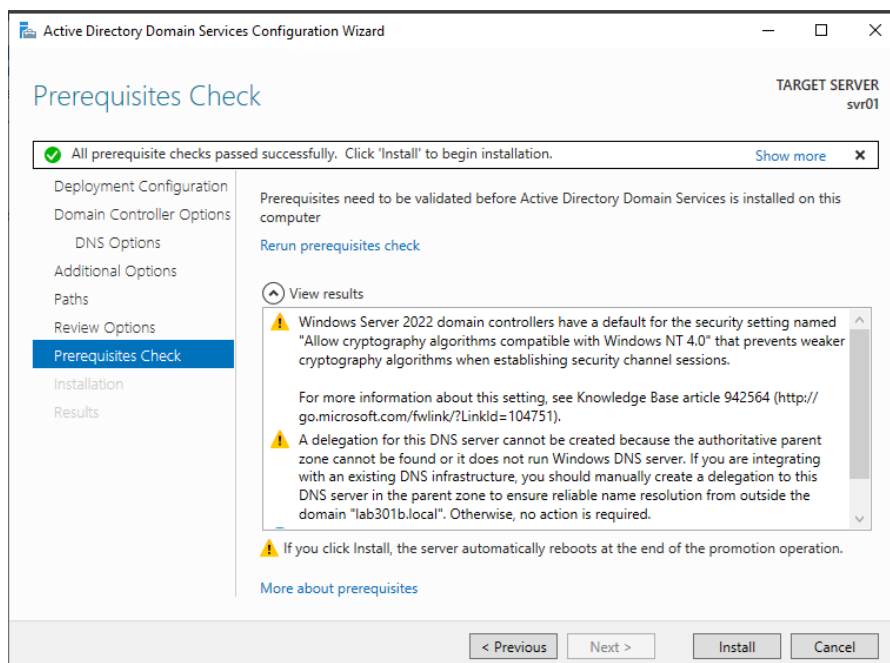 Active Directory Domain Services Configuration Wizard
Prerequisites Check
TARGET SERVER
svr01
All prerequisite checks passed successfully. Click 'Install' to begin installation.
Show more
Deployment Configuration
Domain Controller Options
DNS Options
Additional Options
Paths
Review Options
Prerequisites Check
Installation
Results
Prerequisites need to be validated before Active Directory Domain Services is installed on this
computer
Rerun prerequisites check
View results
Windows Server 2022 domain controllers have a default for the security setting named
"Allow cryptography algorithms compatible with Windows NT 4.0" that prevents weaker
cryptography algorithms when establishing security channel sessions.
For more information about this setting, see Knowledge Base article 942564 (http://
go.microsoft.com/fwlink/?LinkId=104751).
A delegation for this DNS server cannot be created because the authoritative parent
zone cannot be found or it does not run Windows DNS server. If you are integrating
with an existing DNS infrastructure, you should manually create a delegation to this
DNS server in the parent zone to ensure reliable name resolution from outside the
domain "lab301b.local". Otherwise, no action is required.
If you click Install, the server automatically reboots at the end of the promotion operation.
More about prerequisites
< Previous
Next >
Install
Cancel